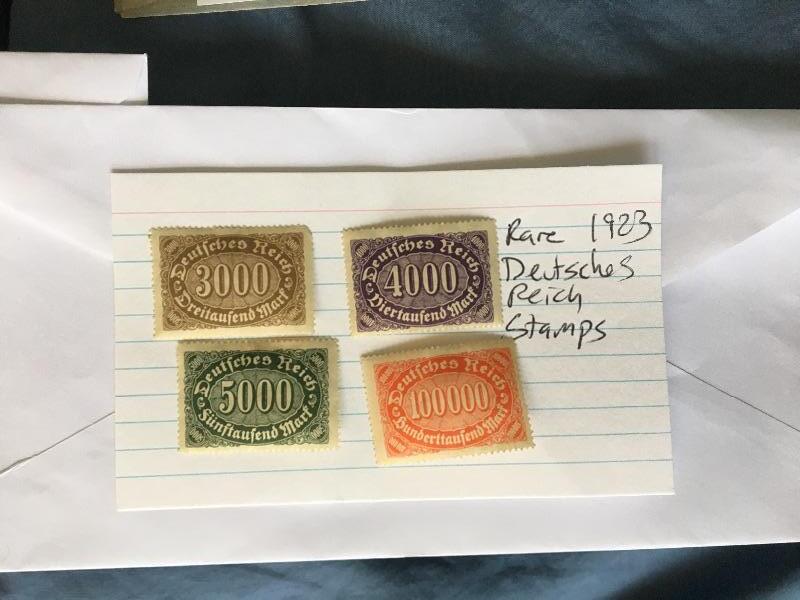 Deutsches Reich
3000
Dreitausend Mark
Deutsches Reich
4000
Viertausend Mark
Rare 1923
Deutsches
Reich
Stamps
Deutsches Reich
5000
Fünftausend Mark
Deutsches Reich
100000
Hunderttausend Mark